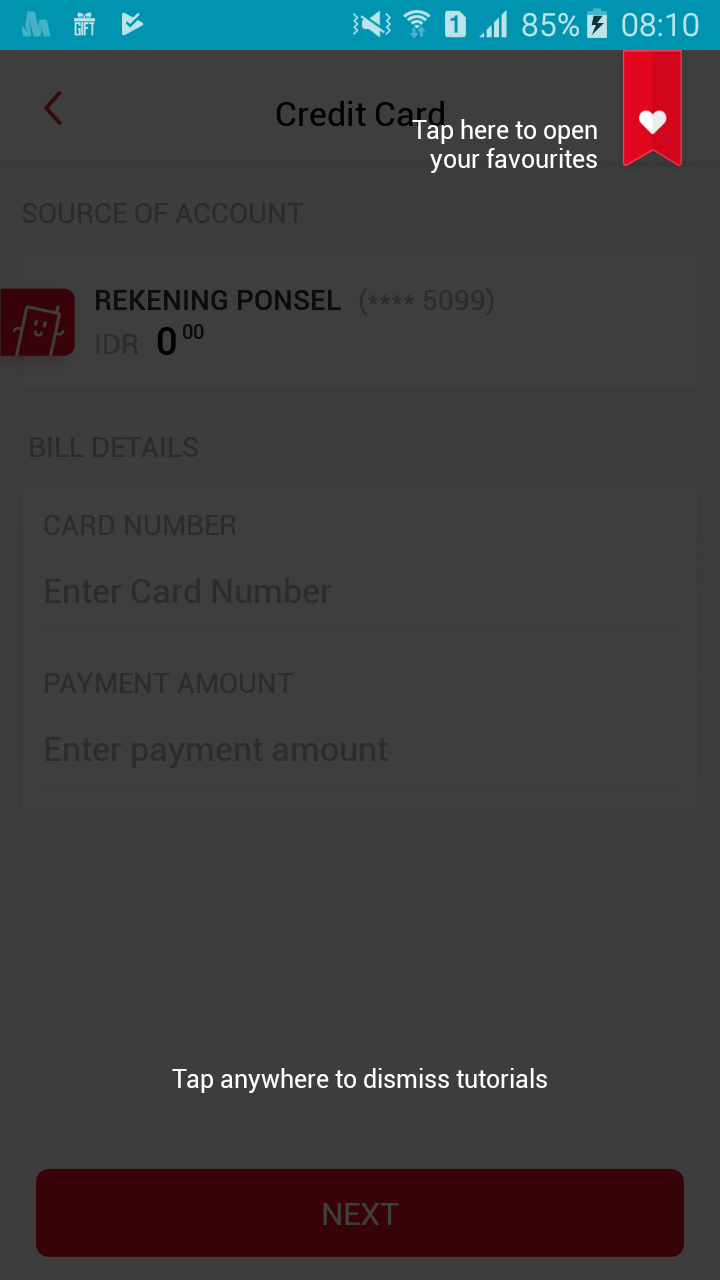 GIFT
1
85%
08:10
Credit Card
Tap here to open
your favourites
SOURCE OF ACCOUNT
REKENING PONSEL (**** 5099)
IDR 0 00
BILL DETAILS
CARD NUMBER
Enter Card Number
PAYMENT AMOUNT
Enter payment amount
Tap anywhere to dismiss tutorials
NEXT